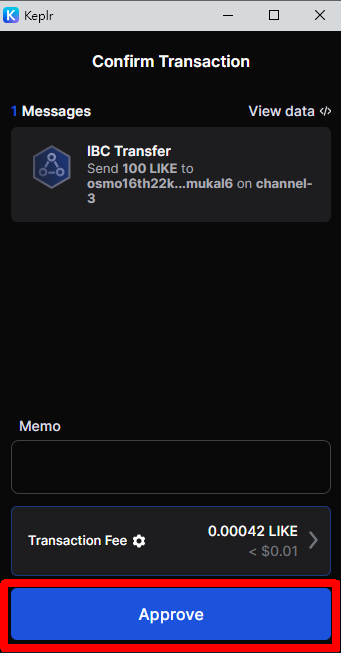 Keplr
Confirm Transaction
1 Messages View data </>
IBC Transfer
Send 100 LIKE to
osmo16th22k...mukal6 on channel-
3
Memo
0.00042 LIKE
Transaction Fee
< $0.01
Approve